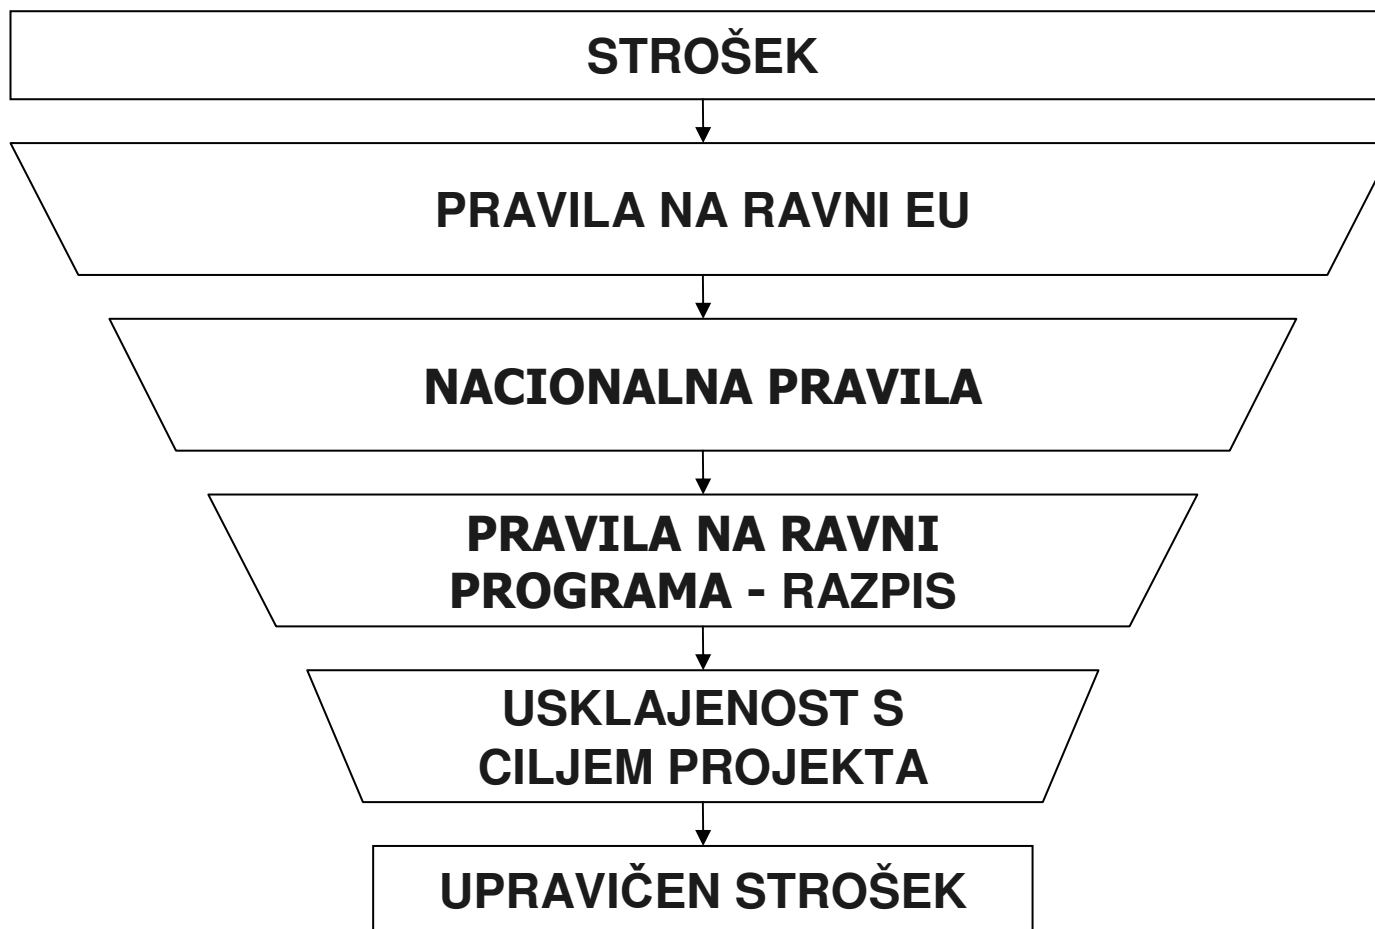 STROŠEK
PRAVILA NA RAVNI EU
NACIONALNA PRAVILA
PRAVILA NA RAVNI
PROGRAMA - RAZPIS
USKLAJENOST S
CILJEM PROJEKTA
UPRAVIČEN STROŠEK